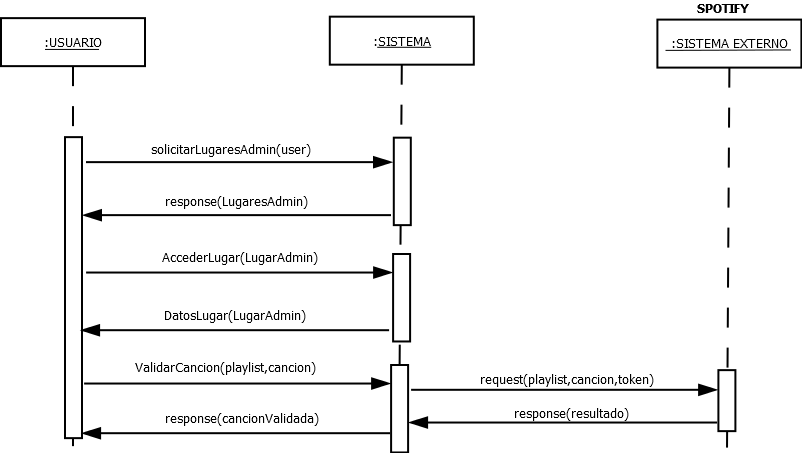 SPOTIFY
:USUARIO
:SISTEMA
:SISTEMA EXTERNO
solicitarLugaresAdmin(user)
response(LugaresAdmin)
AccederLugar(LugarAdmin)
DatosLugar(LugarAdmin)
ValidarCancion(playlist,cancion)
request(playlist,cancion,token)
response(resultado)
response(cancionValidada)